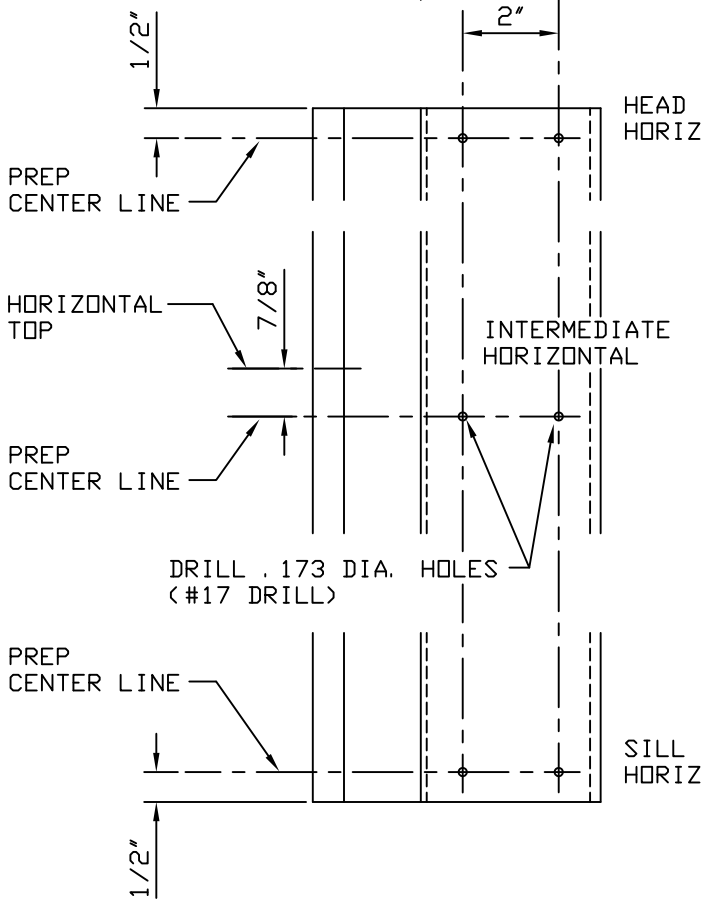 2"
1/2"
HEAD
HORIZ
PREP
CENTER LINE
HORIZONTAL
TOP
7/8"
INTERMEDIATE
HORIZONTAL
PREP
CENTER LINE
DRILL .173 DIA. HOLES
(#17 DRILL)
PREP
CENTER LINE
SILL
HORIZ
1/2"